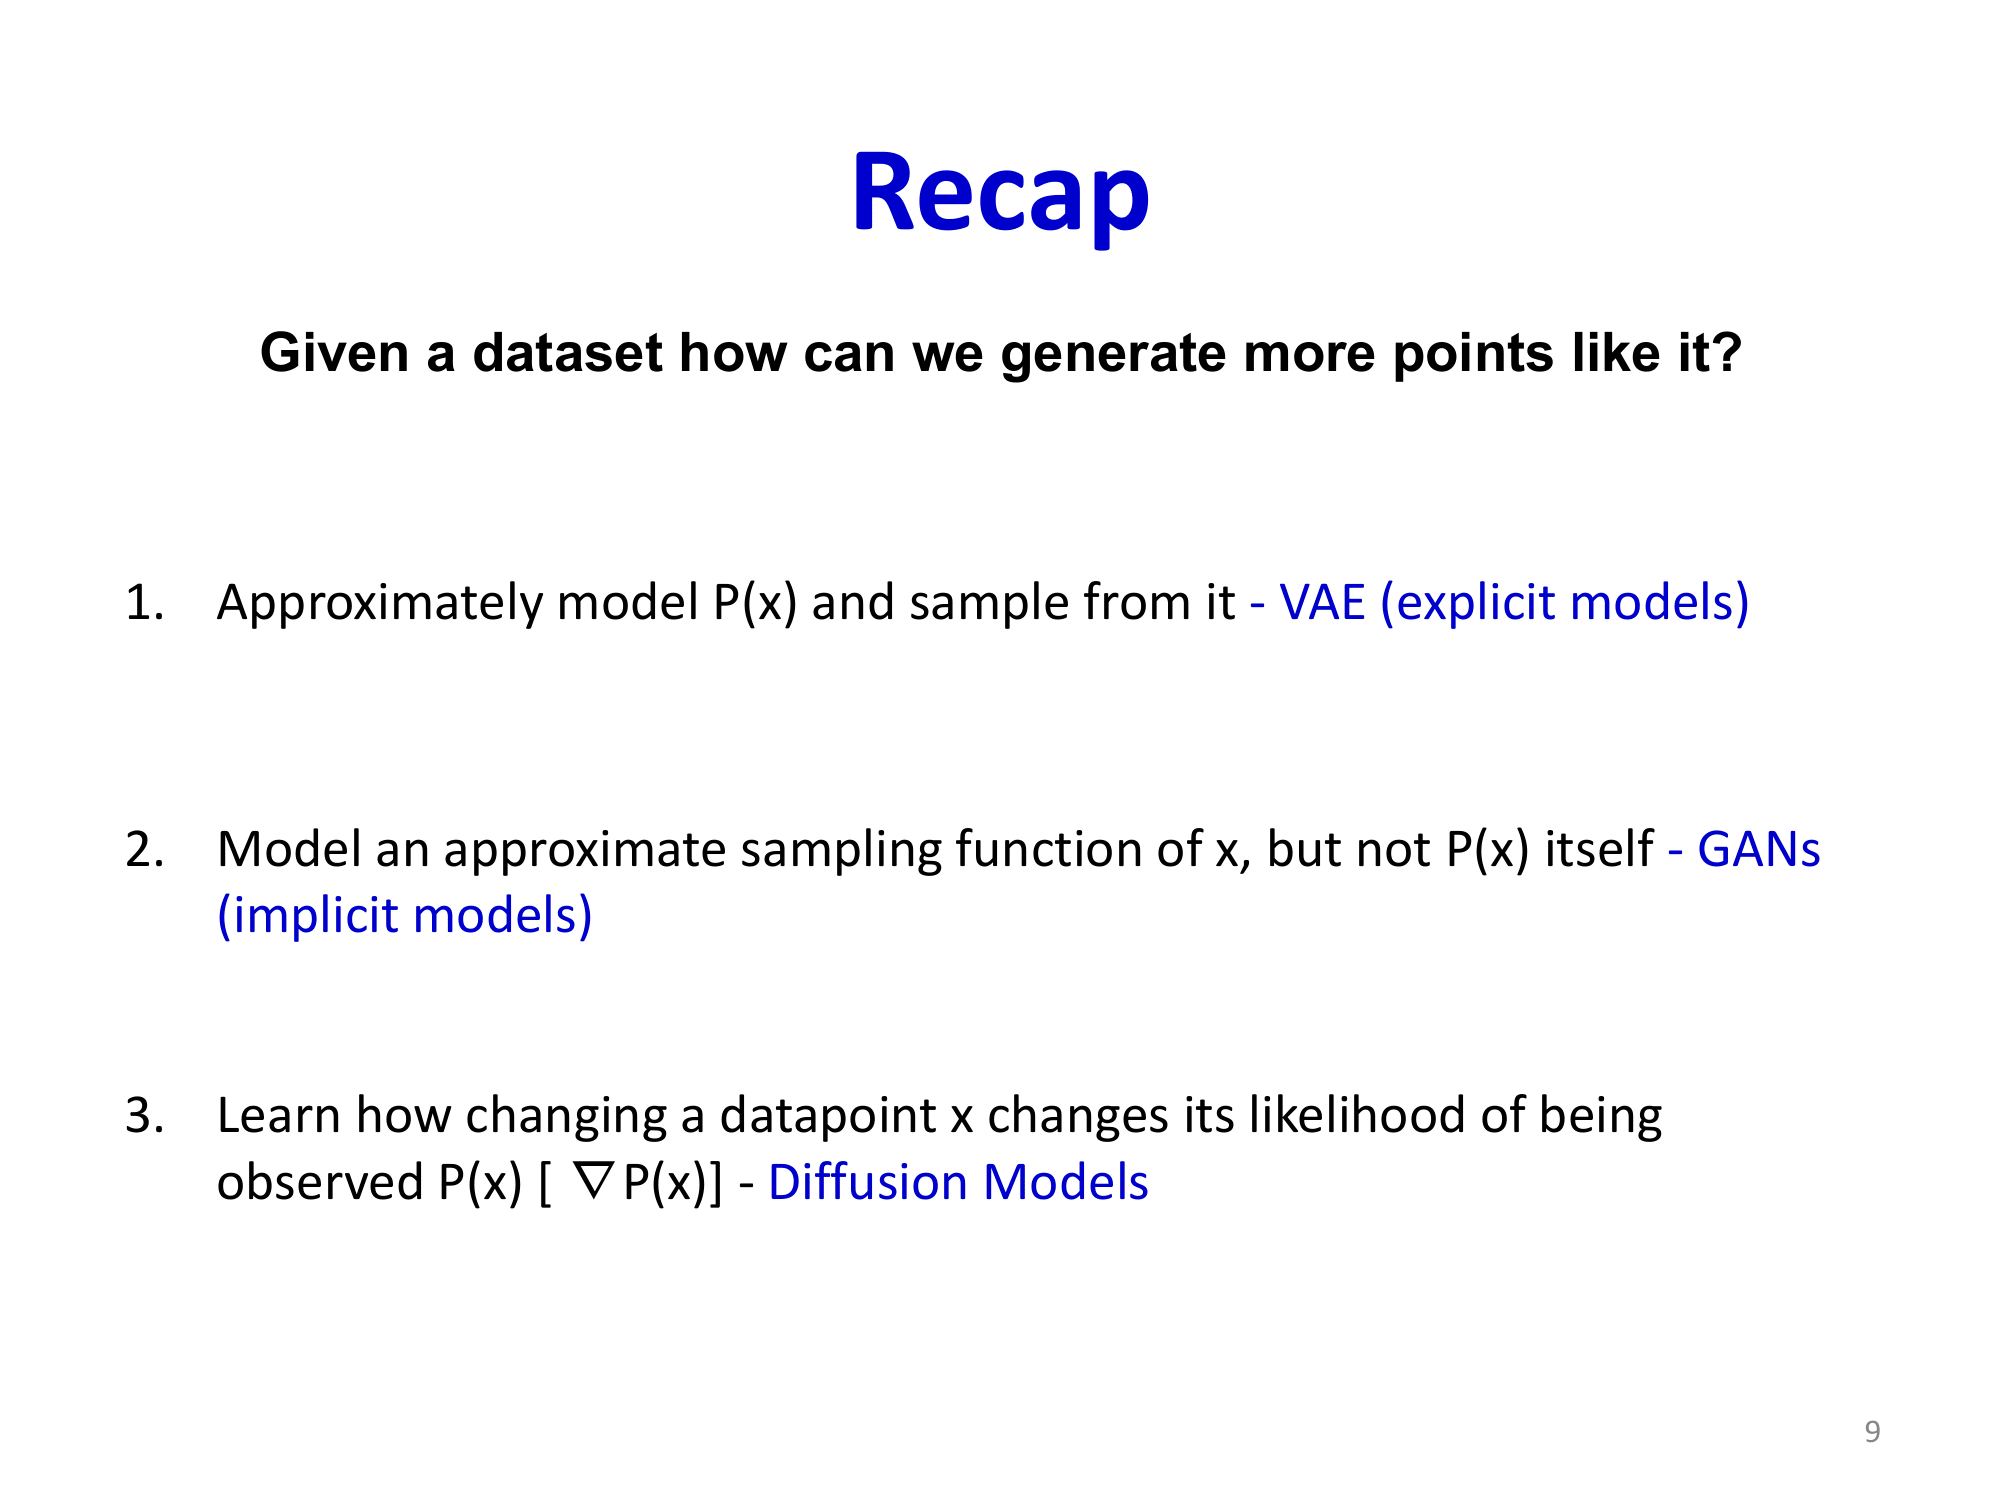 Recap
Given a dataset how can we generate more points like it?
1. Approximately model P(x) and sample from it - VAE (explicit models)
2. Model an approximate sampling function of x, but not P(x) itself - GANs
(implicit models)
3. Learn how changing a datapoint x changes its likelihood of being
observed P(x) [ ▽P(x)] - Diffusion Models
9